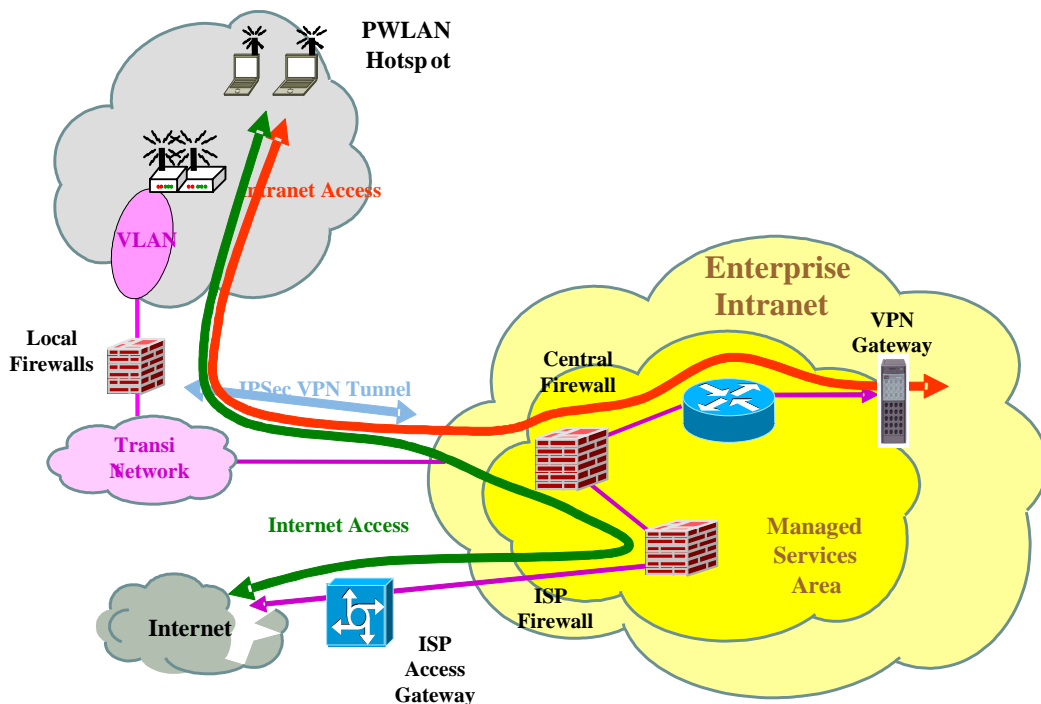 PWLAN
Hotspot
Intranet Access
VLAN
Enterprise
Intranet
VPN
Gateway
Local
Firewalls
Central
Firewall
IPSec VPN Tunnel
Transi
Network
Internet Access
Managed
Services
Area
ISP
Firewall
Internet
ISP
Access
Gateway